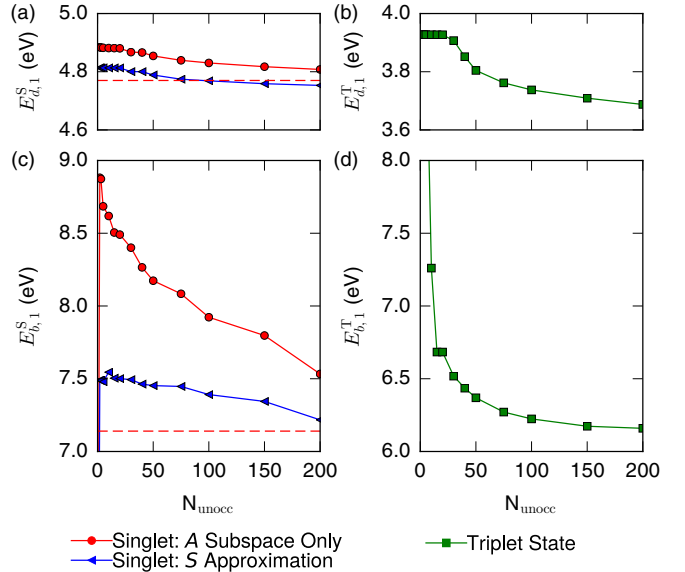 (a)
(b)
5.0
4.8
4.6
E^S_{d,1} (eV)
4.0
3.8
3.6
E^T_{d,1} (eV)
(c)
(d)
9.0
8.5
8.0
7.5
7.0
E^S_{b,1} (eV)
0 50 100 150 200
N_unocc
8.0
7.5
7.0
6.5
6.0
E^T_{b,1} (eV)
0 50 100 150 200
N_unocc
Singlet: A Subspace Only
Singlet: S Approximation
Triplet State